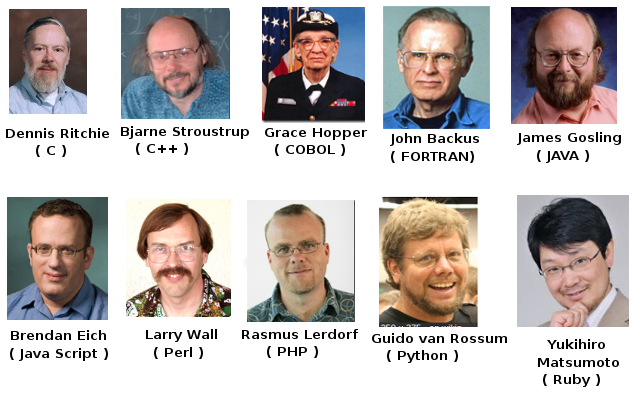 Dennis Ritchie
( C )
Bjarne Stroustrup
( C++ )
Grace Hopper
( COBOL )
John Backus
( FORTRAN)
James Gosling
( JAVA )
Brendan Eich
( Java Script )
Larry Wall
( Perl )
Rasmus Lerdorf
( PHP )
Guido van Rossum
( Python )
Yukihiro
Matsumoto
( Ruby )